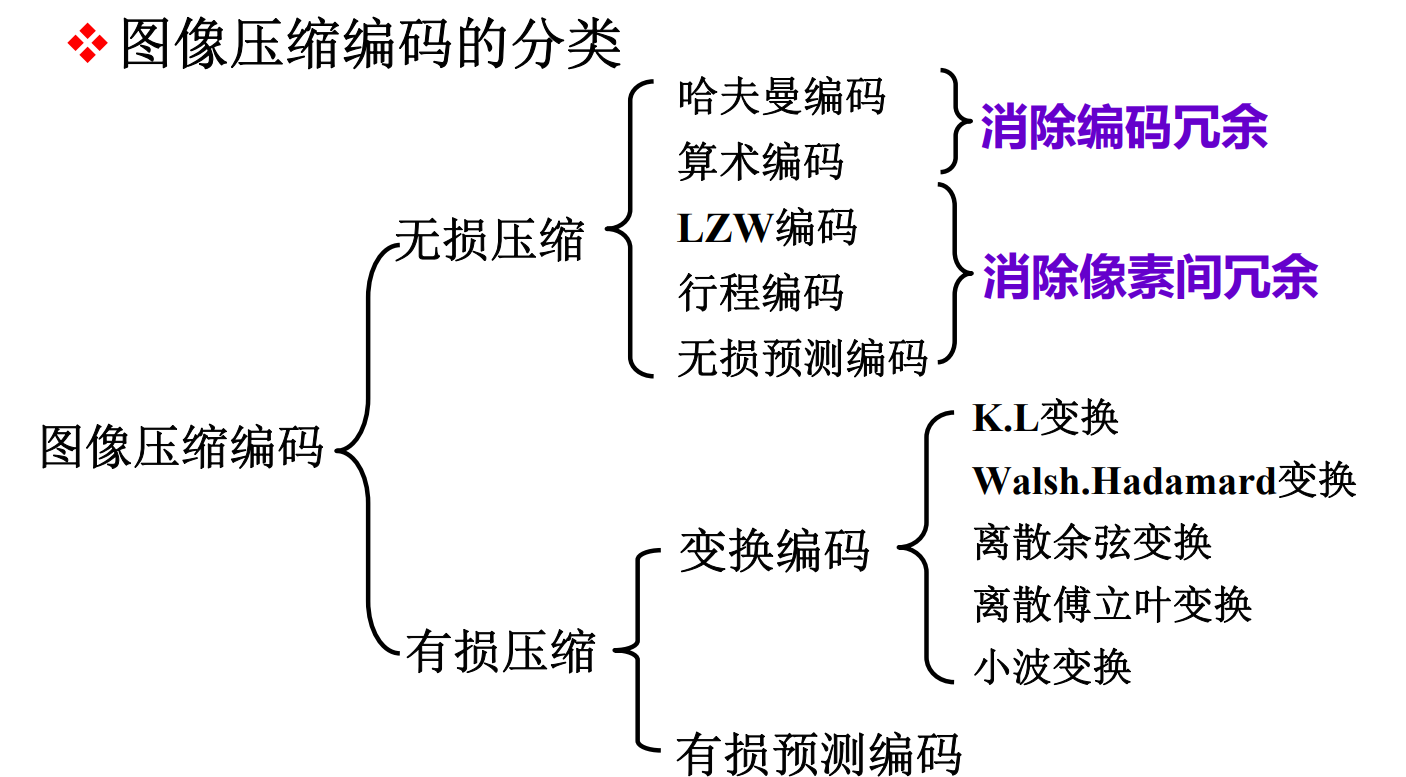 图像压缩编码的分类
哈夫曼编码
算术编码
消除编码冗余
无损压缩
LZW编码
行程编码
无损预测编码
消除像素间冗余
图像压缩编码
有损压缩
变换编码
K.L变换
Walsh.Hadamard变换
离散余弦变换
离散傅立叶变换
小波变换
有损预测编码